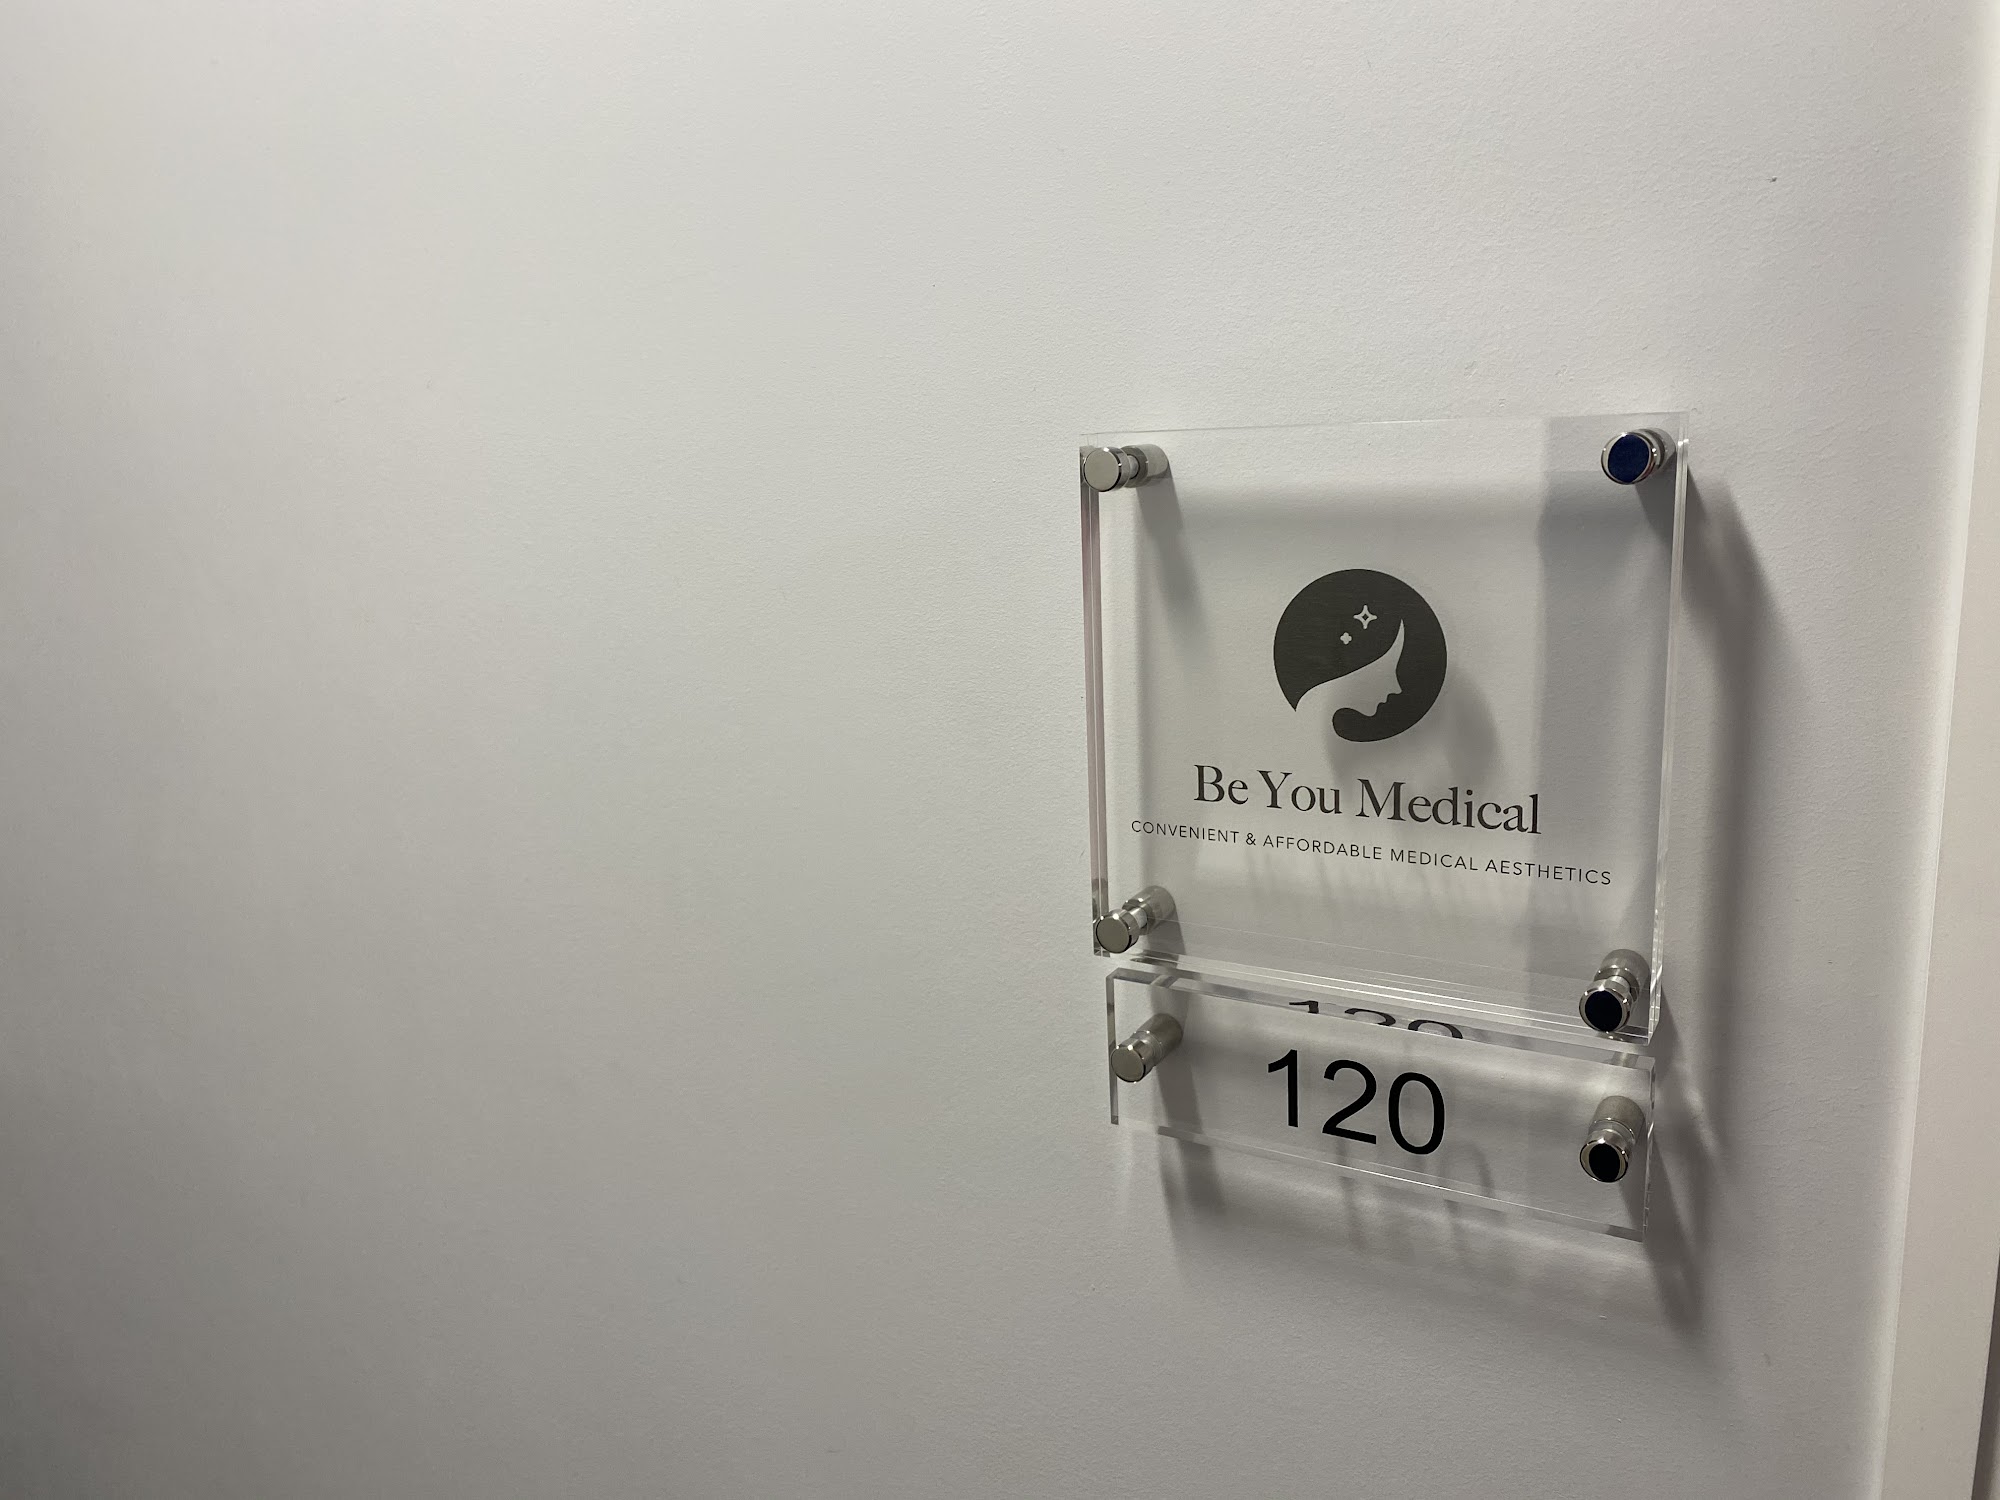 Be You Medical
CONVENIENT & AFFORDABLE MEDICAL AESTHETICS
120